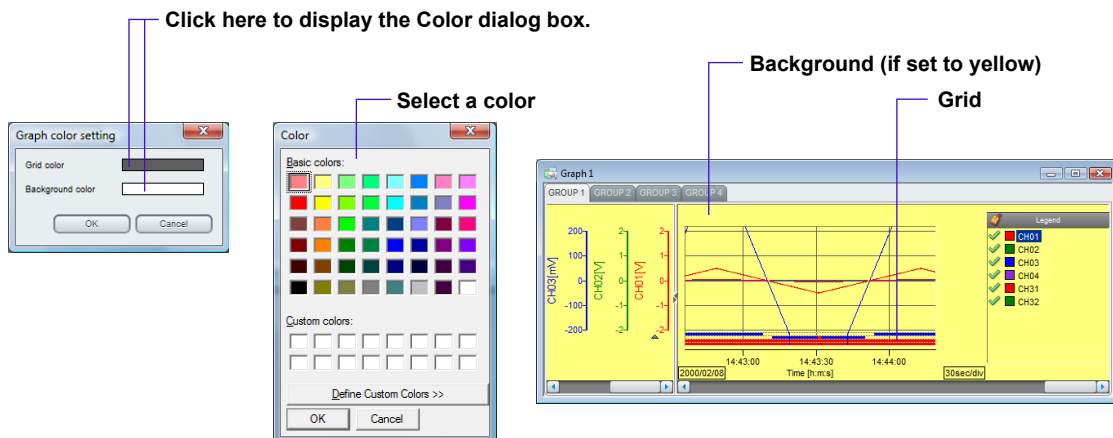 Click here to display the Color dialog box.
Background (if set to yellow)
Select a color
Grid
Graph color setting
Grid color
Background color
OK
Cancel
Color
Basic colors:
Custom colors:
Define Custom Colors >>
OK
Cancel
Graph 1
GROUP 1
GROUP 2
GROUP 3
GROUP 4
CH03[mV]
200
100
0
-100
-200
CH02[V]
2
1
0
-1
-2
CH01[V]
2
1
0
-1
-2
14:43:00
14:43:30
14:44:00
2000/02/08
Time [h:m:s]
30sec/div
Legend
CH01
CH02
CH03
CH04
CH31
CH32